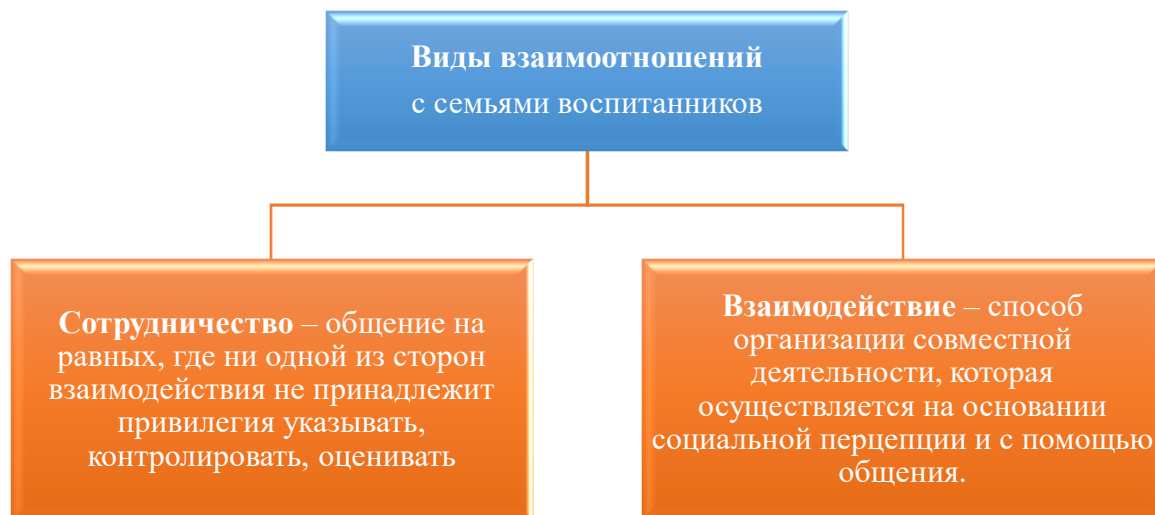 Виды взаимоотношений
с семьями воспитанников
Сотрудничество – общение на
равных, где ни одной из сторон
взаимодействия не принадлежит
привилегия указывать,
контролировать, оценивать
Взаимодействие – способ
организации совместной
деятельности, которая
осуществляется на основании
социальной перцепции и с помощью
общения.